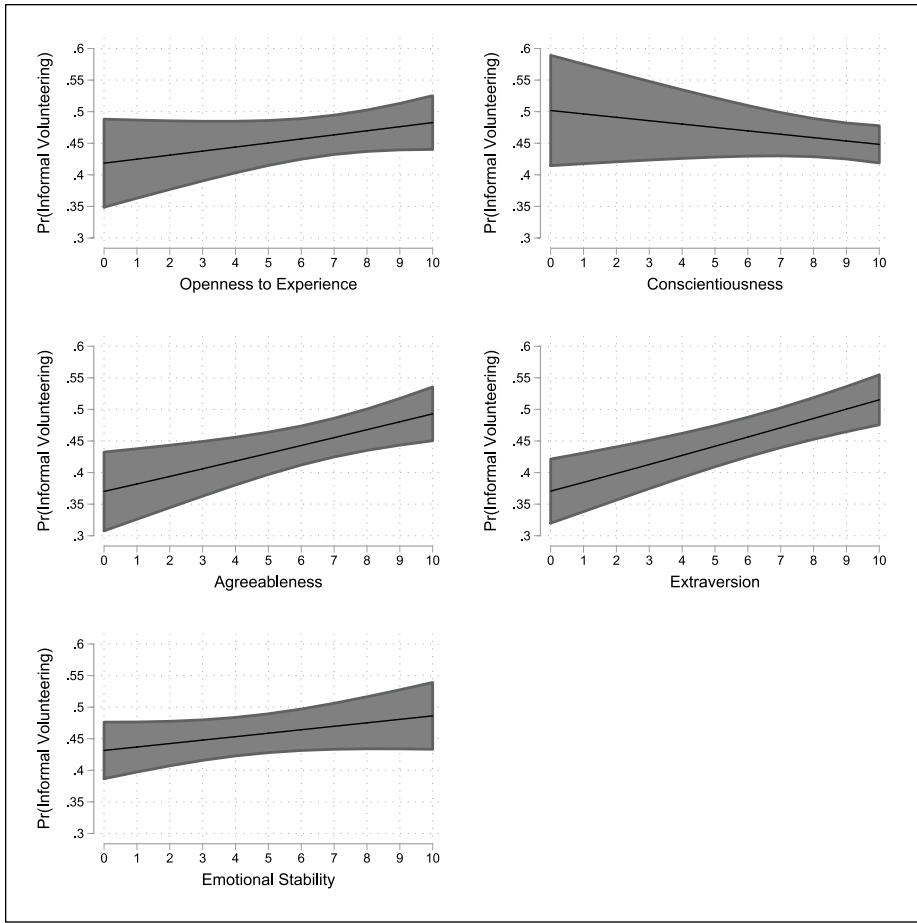 Pr(Informal Volunteering)
.6
.55
.5
.45
.4
.35
.3
0 1 2 3 4 5 6 7 8 9 10
Openness to Experience
Pr(Informal Volunteering)
.6
.55
.5
.45
.4
.35
.3
0 1 2 3 4 5 6 7 8 9 10
Conscientiousness
Pr(Informal Volunteering)
.6
.55
.5
.45
.4
.35
.3
0 1 2 3 4 5 6 7 8 9 10
Agreeableness
Pr(Informal Volunteering)
.6
.55
.5
.45
.4
.35
.3
0 1 2 3 4 5 6 7 8 9 10
Extraversion
Pr(Informal Volunteering)
.6
.55
.5
.45
.4
.35
.3
0 1 2 3 4 5 6 7 8 9 10
Emotional Stability